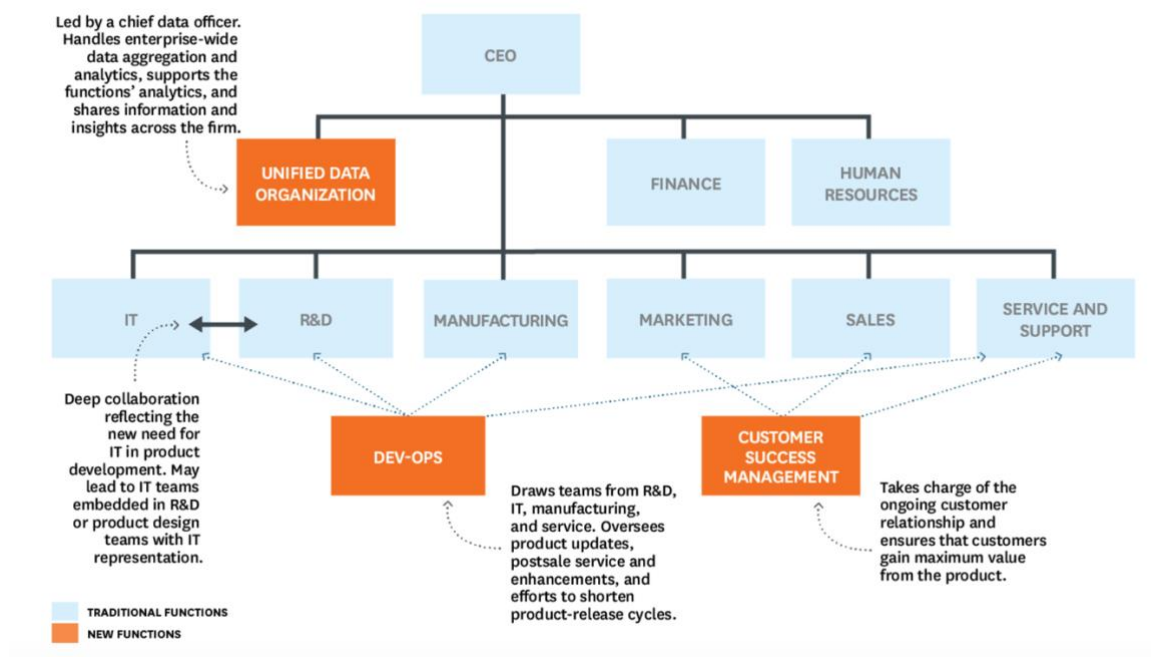 Led by a chief data officer.
Handles enterprise-wide
data aggregation and
analytics, supports the
functions' analytics, and
shares information and
insights across the firm.
CEO
UNIFIED DATA
ORGANIZATION
FINANCE
HUMAN
RESOURCES
IT
R&D
MANUFACTURING
MARKETING
SALES
SERVICE AND
SUPPORT
Deep collaboration
reflecting the
new need for
IT in product
development. May
lead to IT teams
embedded in R&D
or product design
teams with IT
representation.
DEV-OPS
Draws teams from R&D,
IT, manufacturing,
and service. Oversees
product updates,
postsale service and
enhancements, and
efforts to shorten
product-release cycles.
CUSTOMER
SUCCESS
MANAGEMENT
Takes charge of the
ongoing customer
relationship and
ensures that customers
gain maximum value
from the product.
TRADITIONAL FUNCTIONS
NEW FUNCTIONS